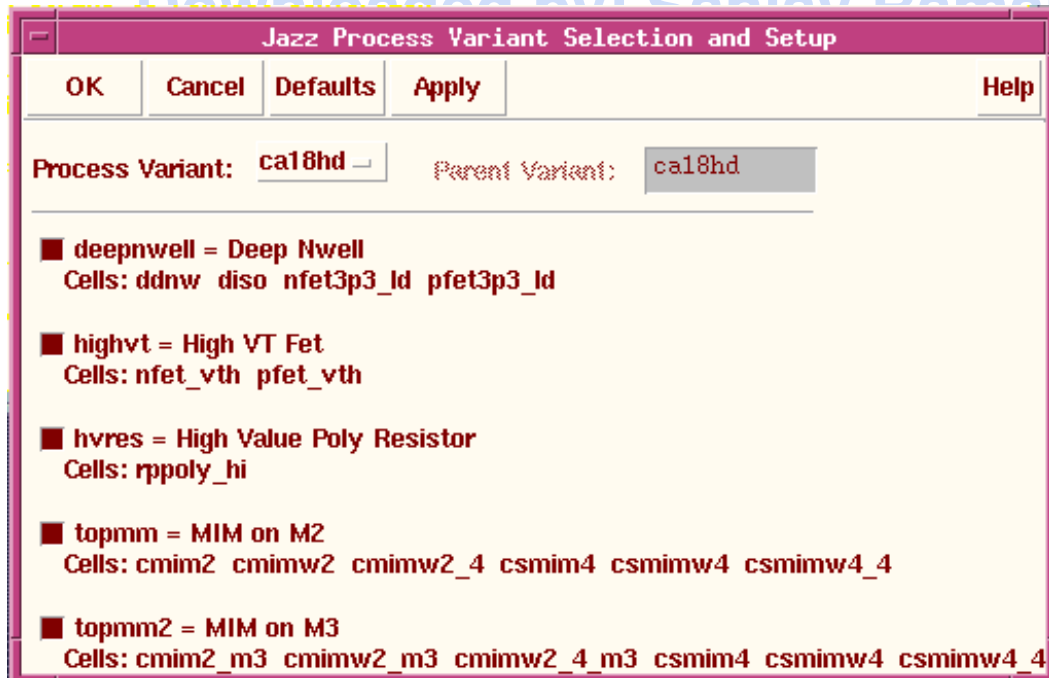 Jazz Process Variant Selection and Setup
OK Cancel Defaults Apply Help
Process Variant: ca18hd Parent Variant: ca18hd
deepnwell = Deep Nwell
Cells: ddnw diso nfet3p3_ld pfet3p3_ld
highvt = High VT Fet
Cells: nfet_vth pfet_vth
hvres = High Value Poly Resistor
Cells: rppoly_hi
topmm = MIM on M2
Cells: cmim2 cmimw2 cmimw2_4 csmim4 csmimw4 csmimw4_4
topmm2 = MIM on M3
Cells: cmim2_m3 cmimw2_m3 cmimw2_4_m3 csmim4 csmimw4 csmimw4_4